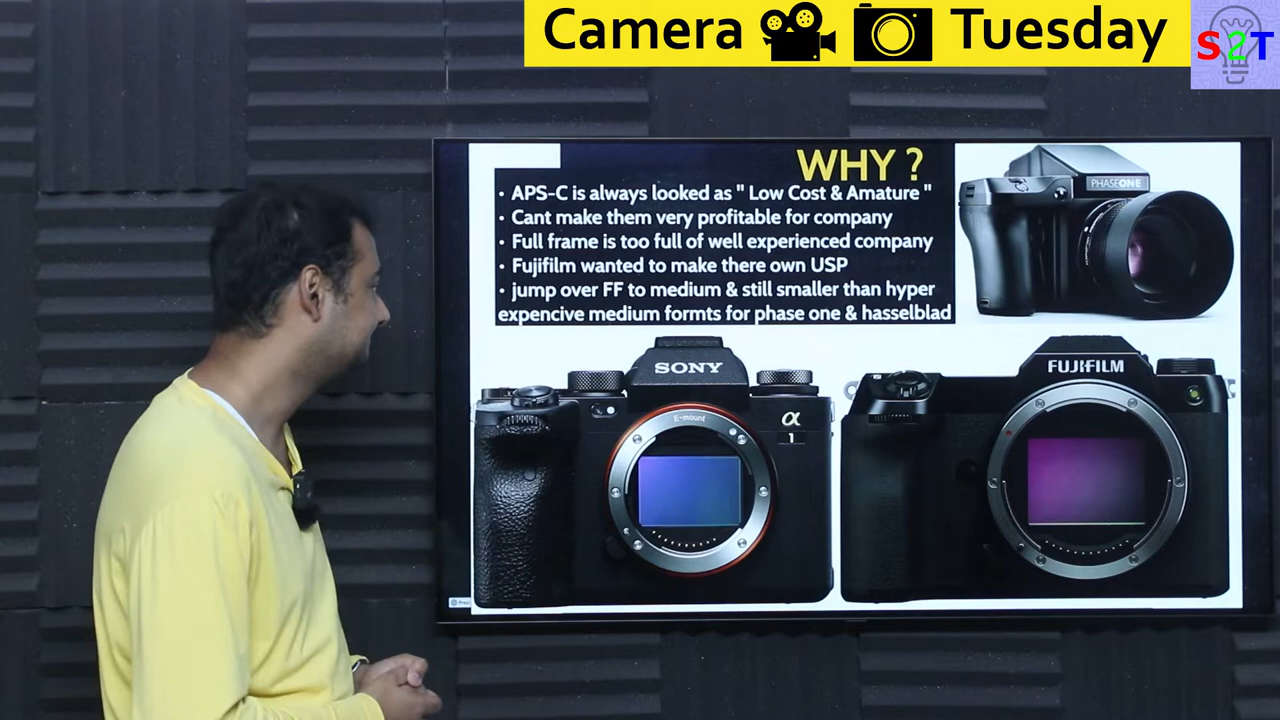 Camera Tuesday
S2T
WHY ?
• APS-C is always looked as " Low Cost & Amature "
• Cant make them very profitable for company
• Full frame is too full of well experienced company
• Fujifilm wanted to make there own USP
• jump over FF to medium & still smaller than hyper
expencive medium formts for phase one & hasselblad
PHASEONE
SONY
E-mount
α
1
FUJIFILM
Prezi